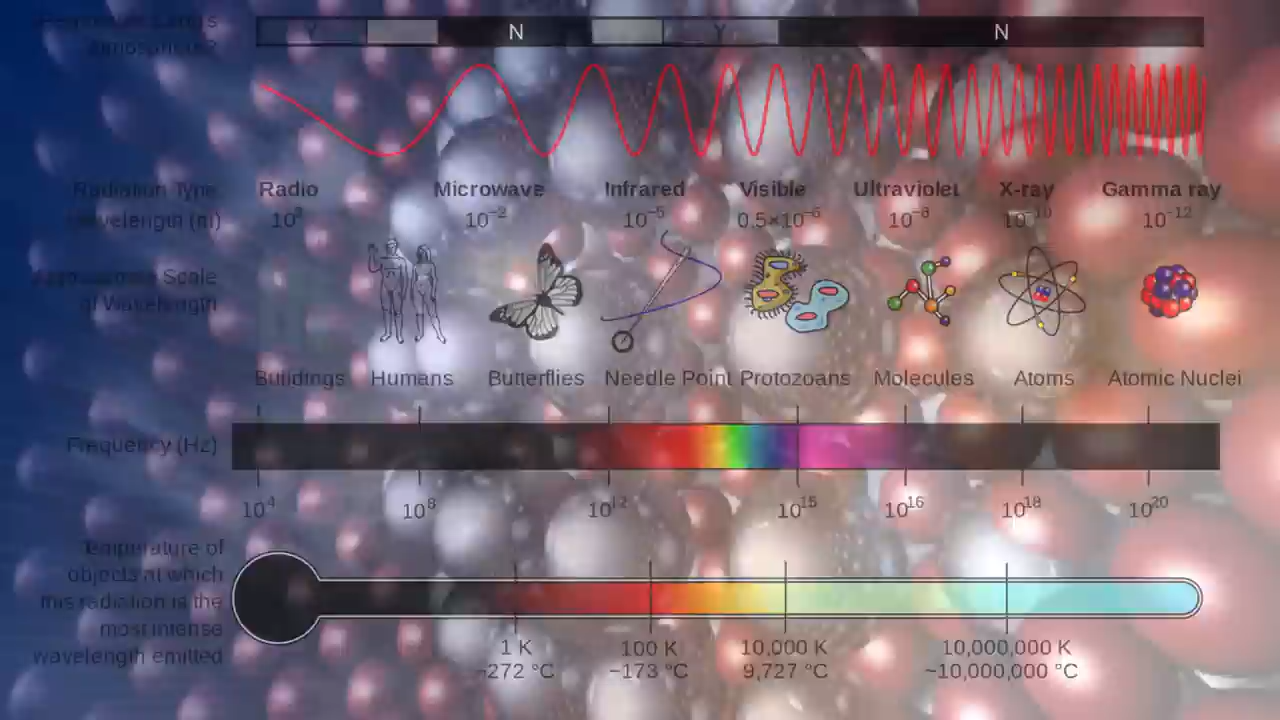 Y N Y N
Radiation Type Radio Microwave Infrared Visible Ultraviolet X-ray Gamma ray
Wavelength (m) 10³ 10⁻² 10⁻⁵ 0.5×10⁻⁶ 10⁻⁸ 10⁻¹⁰ 10⁻¹²
Approximate Scale
of Wavelength
Buildings Humans Butterflies Needle Point Protozoans Molecules Atoms Atomic Nuclei
Frequency (Hz)
10⁴ 10⁸ 10¹² 10¹⁵ 10¹⁶ 10¹⁸ 10²⁰
Temperature of
objects at which
this radiation is the
most intense
wavelength emitted
1 K 100 K 10,000 K 10,000,000 K
−272 °C −173 °C 9,727 °C ~10,000,000 °C